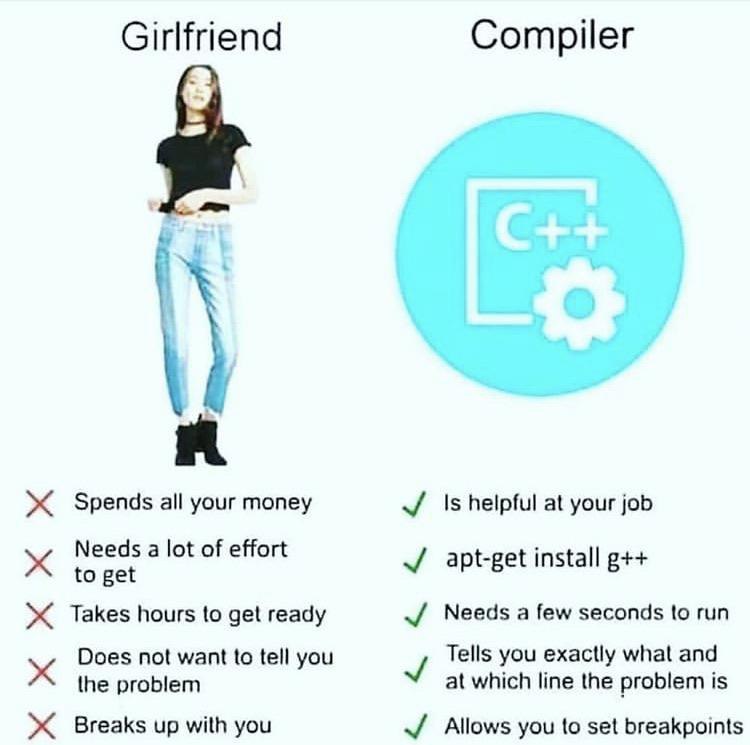 Girlfriend
Compiler
C++
Spends all your money
Needs a lot of effort
to get
Takes hours to get ready
Does not want to tell you
the problem
Breaks up with you
Is helpful at your job
apt-get install g++
Needs a few seconds to run
Tells you exactly what and
at which line the problem is
Allows you to set breakpoints